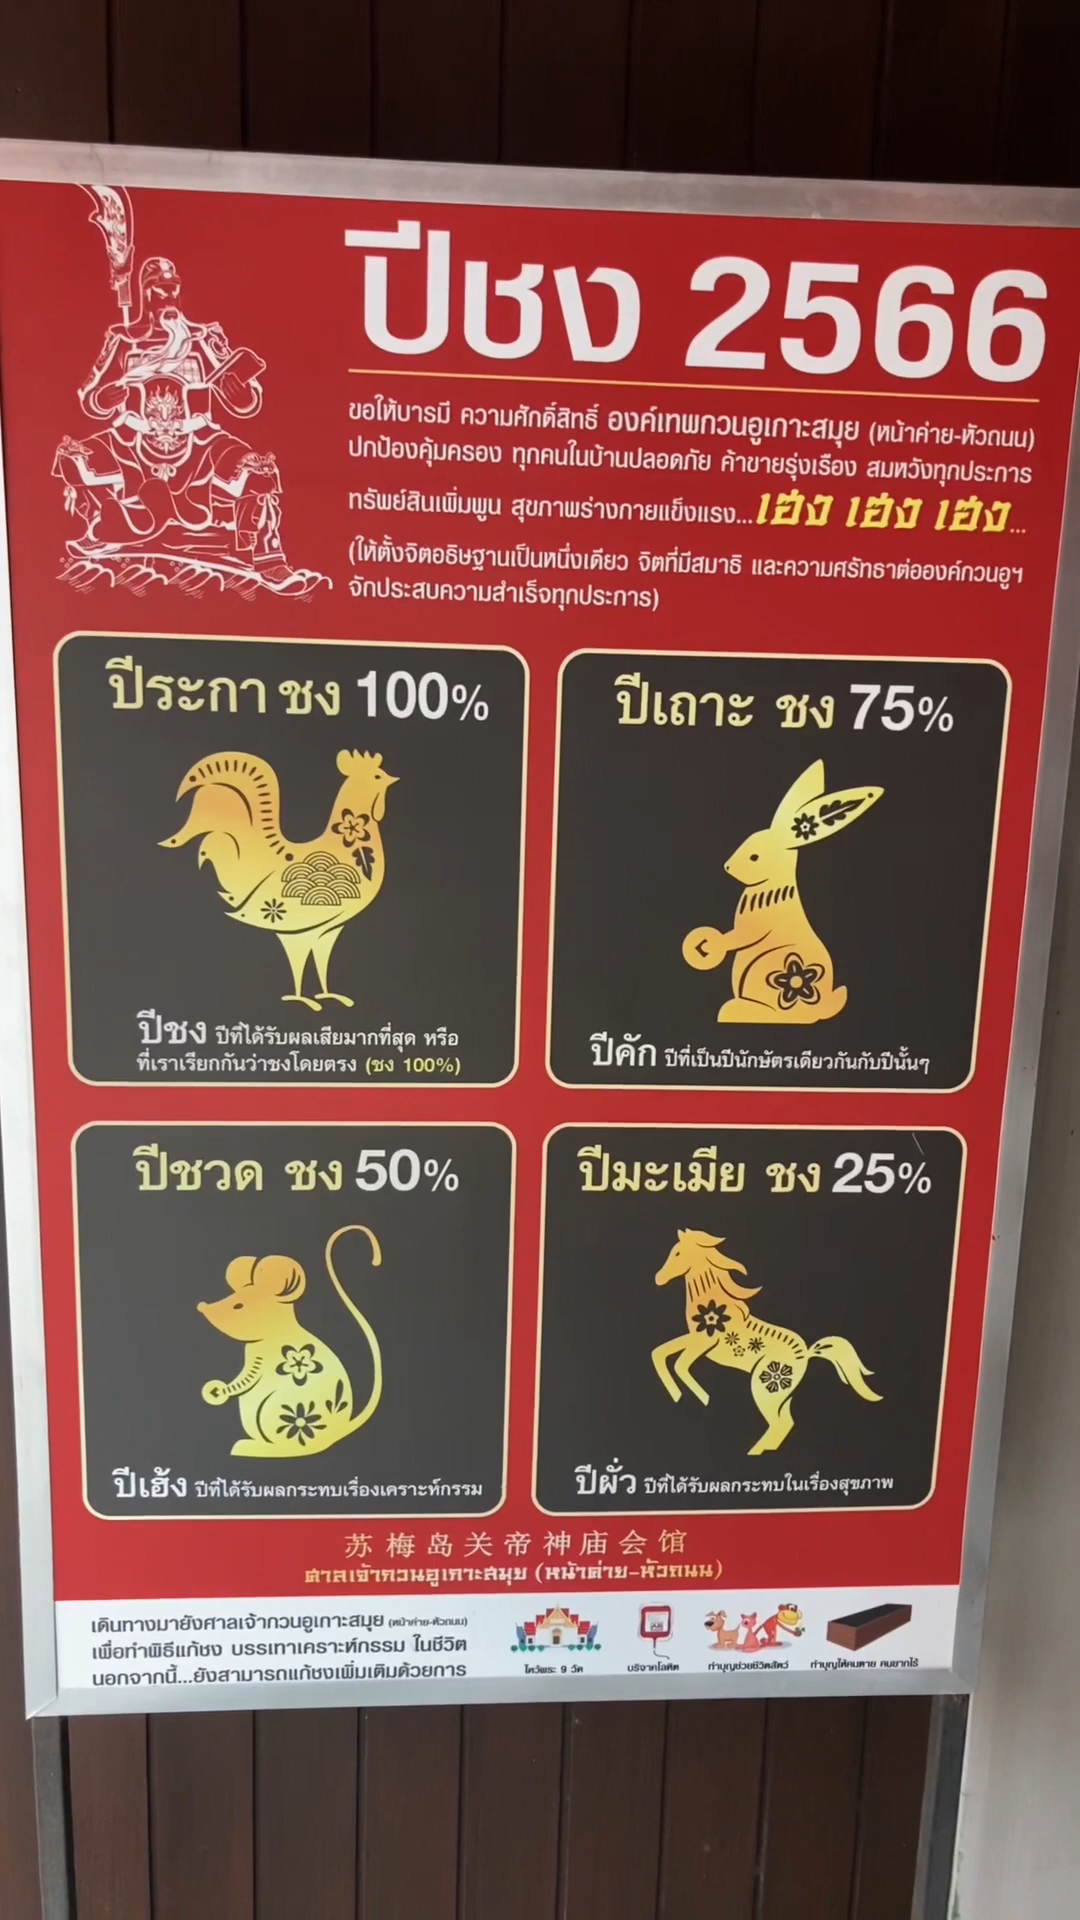 ปีชง 2566
ขอให้บารมี ความศักดิ์สิทธิ์ องค์เทพกวนอูเกาะสมุย (หน้าค่าย-หัวถนน)
ปกป้องคุ้มครอง ทุกคนในบ้านปลอดภัย ค้าขายรุ่งเรือง สมหวังทุกประการ
ทรัพย์สินเพิ่มพูน สุขภาพร่างกายแข็งแรง...เฮง เฮง เฮง...
(ให้ตั้งจิตอธิษฐานเป็นหนึ่งเดียว จิตที่มีสมาธิ และความศรัทธาต่อองค์กวนอูฯ
จักประสบความสำเร็จทุกประการ)
ปีระกา ชง 100%
ปีชง ปีที่ได้รับผลเสียมากที่สุด หรือ
ที่เราเรียกกันว่าชงโดยตรง (ชง 100%)
ปีเถาะ ชง 75%
ปีคัก ปีที่เป็นปีนักษัตรเดียวกันกับปีนั้นๆ
ปีชวด ชง 50%
ปีเฮ้ง ปีที่ได้รับผลกระทบเรื่องเคราะห์กรรม
ปีมะเมีย ชง 25%
ปีผั่ว ปีที่ได้รับผลกระทบในเรื่องสุขภาพ
苏梅岛关帝神庙会馆
ศาลเจ้ากวนอูเกาะสมุย (หน้าค่าย-หัวถนน)
เดินทางมายังศาลเจ้ากวนอูเกาะสมุย (หน้าค่าย-หัวถนน)
เพื่อทำพิธีแก้ชง บรรเทาเคราะห์กรรม ในชีวิต
นอกจากนี้...ยังสามารถแก้ชงเพิ่มเติมด้วยการ
ไหว้พระ 9 วัด
บริจาคโลหิต
ทำบุญช่วยชีวิตสัตว์
ทำบุญให้คนตาย คนยากไร้